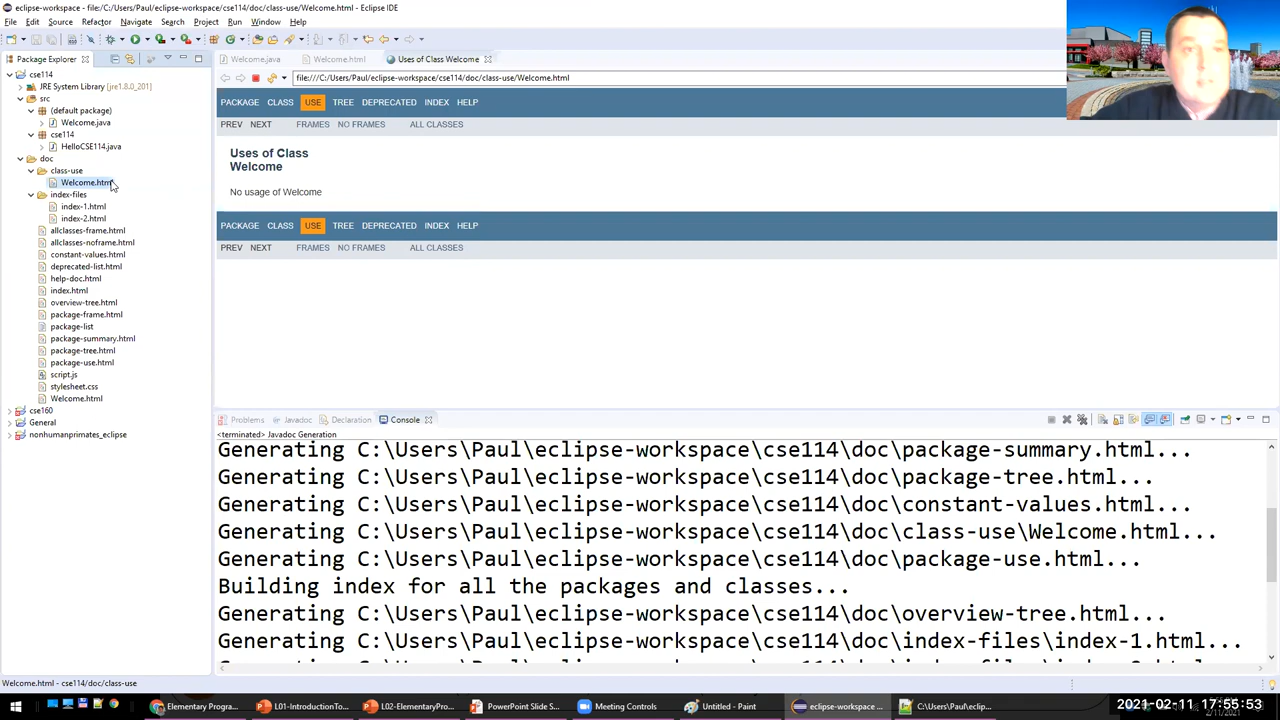 eclipse-workspace - file:/C:/Users/Paul/eclipse-workspace/cse114/doc/class-use/Welcome.html - Eclipse IDE
File Edit Source Refactor Navigate Search Project Run Window Help
Package Explorer
Welcome.java Welcome.html Uses of Class Welcome
file:///C:/Users/Paul/eclipse-workspace/cse114/doc/class-use/Welcome.html
cse114
JRE System Library [jre1.8.0_201]
src
(default package)
Welcome.java
cse114
HelloCSE114.java
doc
class-use
Welcome.html
index-files
index-1.html
index-2.html
allclasses-frame.html
allclasses-noframe.html
constant-values.html
deprecated-list.html
help-doc.html
index.html
overview-tree.html
package-frame.html
package-list
package-summary.html
package-tree.html
package-use.html
script.js
stylesheet.css
Welcome.html
cse160
General
nonhumanprimates_eclipse
PACKAGE CLASS USE TREE DEPRECATED INDEX HELP
PREV NEXT FRAMES NO FRAMES ALL CLASSES
Uses of Class
Welcome
No usage of Welcome
PACKAGE CLASS USE TREE DEPRECATED INDEX HELP
PREV NEXT FRAMES NO FRAMES ALL CLASSES
Problems Javadoc Declaration Console
<terminated> Javadoc Generation
Generating C:\Users\Paul\eclipse-workspace\cse114\doc\package-summary.html...
Generating C:\Users\Paul\eclipse-workspace\cse114\doc\package-tree.html...
Generating C:\Users\Paul\eclipse-workspace\cse114\doc\constant-values.html...
Generating C:\Users\Paul\eclipse-workspace\cse114\doc\class-use\Welcome.html...
Generating C:\Users\Paul\eclipse-workspace\cse114\doc\package-use.html...
Building index for all the packages and classes...
Generating C:\Users\Paul\eclipse-workspace\cse114\doc\overview-tree.html...
Generating C:\Users\Paul\eclipse-workspace\cse114\doc\index-files\index-1.html...
Welcome.html - cse114/doc/class-use
Elementary Progra... L01-IntroductionTo... L02-ElementaryPro... PowerPoint Slide S... Meeting Controls Untitled - Paint eclipse-workspace ... C:\Users\Paul\eclip...
2021-02-11 17:55:53